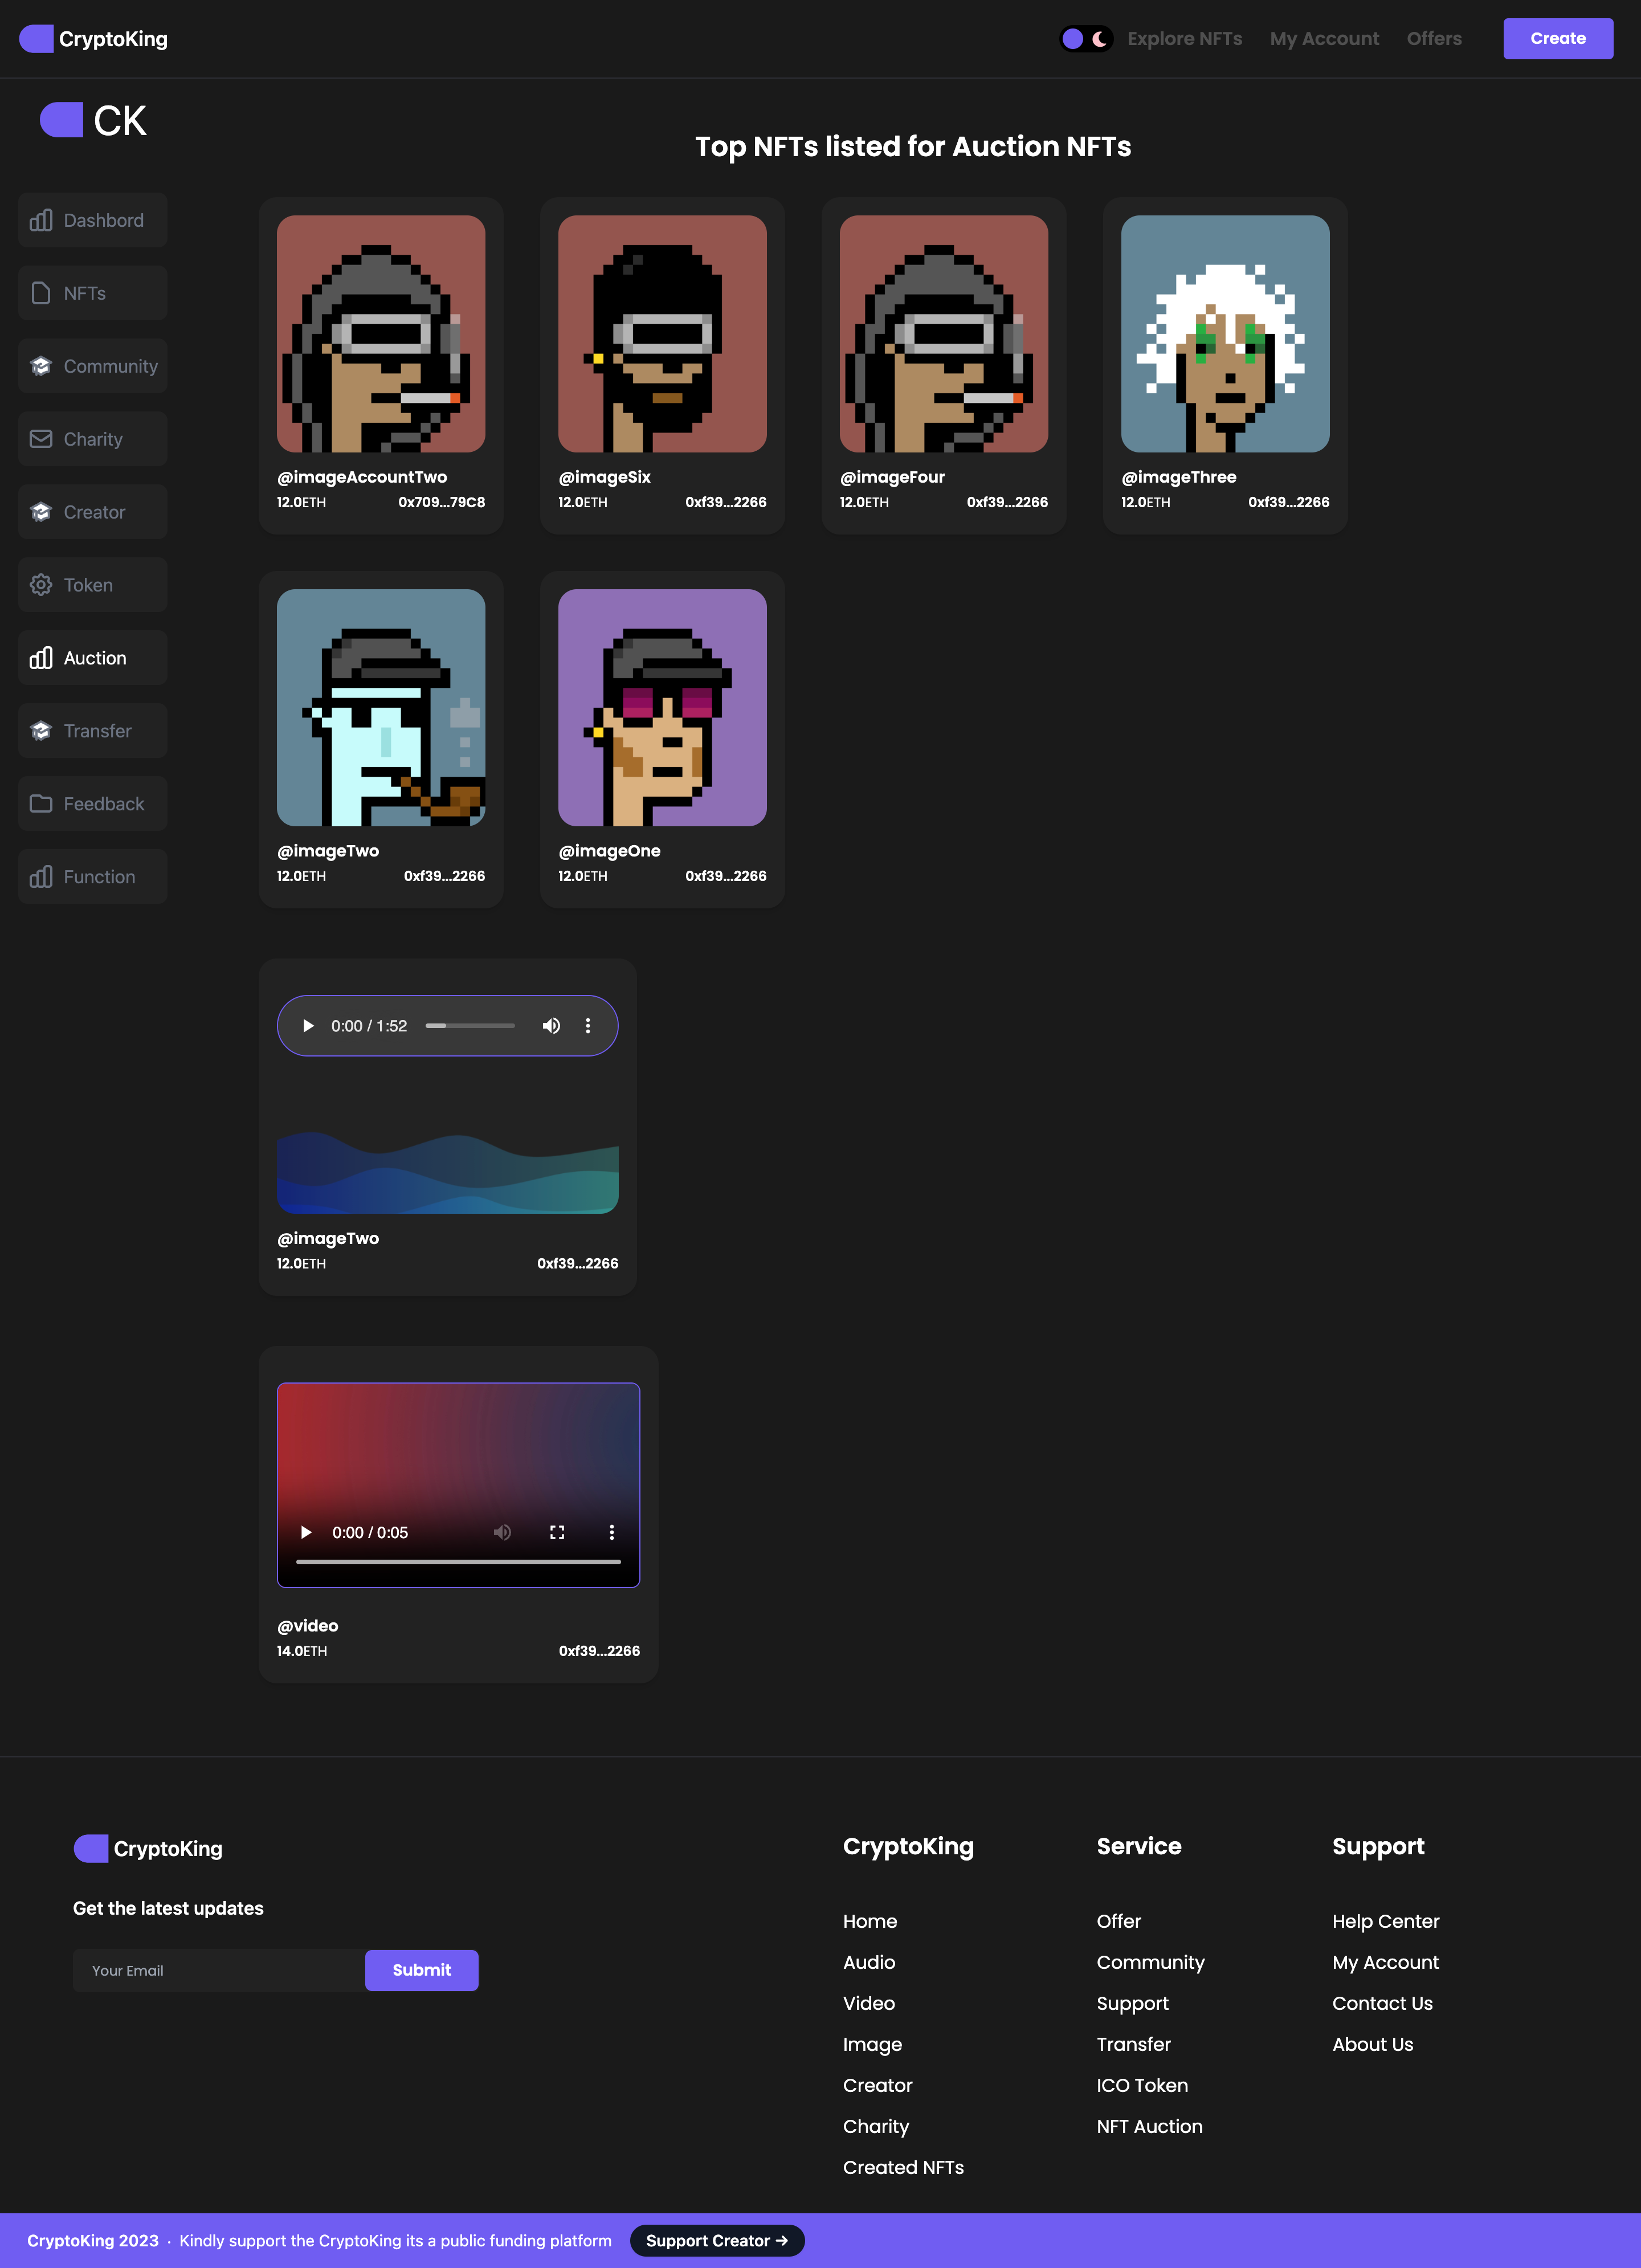 CryptoKing
Explore NFTs
My Account
Offers
Create
CK
Dashbord
NFTs
Community
Charity
Creator
Token
Auction
Transfer
Feedback
Function
Top NFTs listed for Auction NFTs
@imageAccountTwo
12.0ETH 0x709...79C8
@imageSix
12.0ETH 0xf39...2266
@imageFour
12.0ETH 0xf39...2266
@imageThree
12.0ETH 0xf39...2266
@imageTwo
12.0ETH 0xf39...2266
@imageOne
12.0ETH 0xf39...2266
0:00 / 1:52
@imageTwo
12.0ETH 0xf39...2266
0:00 / 0:05
@video
14.0ETH 0xf39...2266
CryptoKing
Get the latest updates
Your Email
Submit
CryptoKing
Home
Audio
Video
Image
Creator
Charity
Created NFTs
Service
Offer
Community
Support
Transfer
ICO Token
NFT Auction
Support
Help Center
My Account
Contact Us
About Us
CryptoKing 2023 · Kindly support the CryptoKing its a public funding platform
Support Creator →